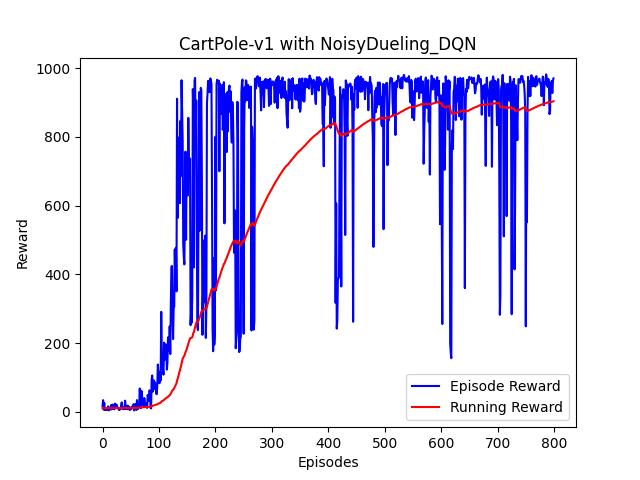 CartPole-v1 with NoisyDueling_DQN
1000
800
600
400
200
0
Reward
0 100 200 300 400 500 600 700 800
Episodes
Episode Reward
Running Reward